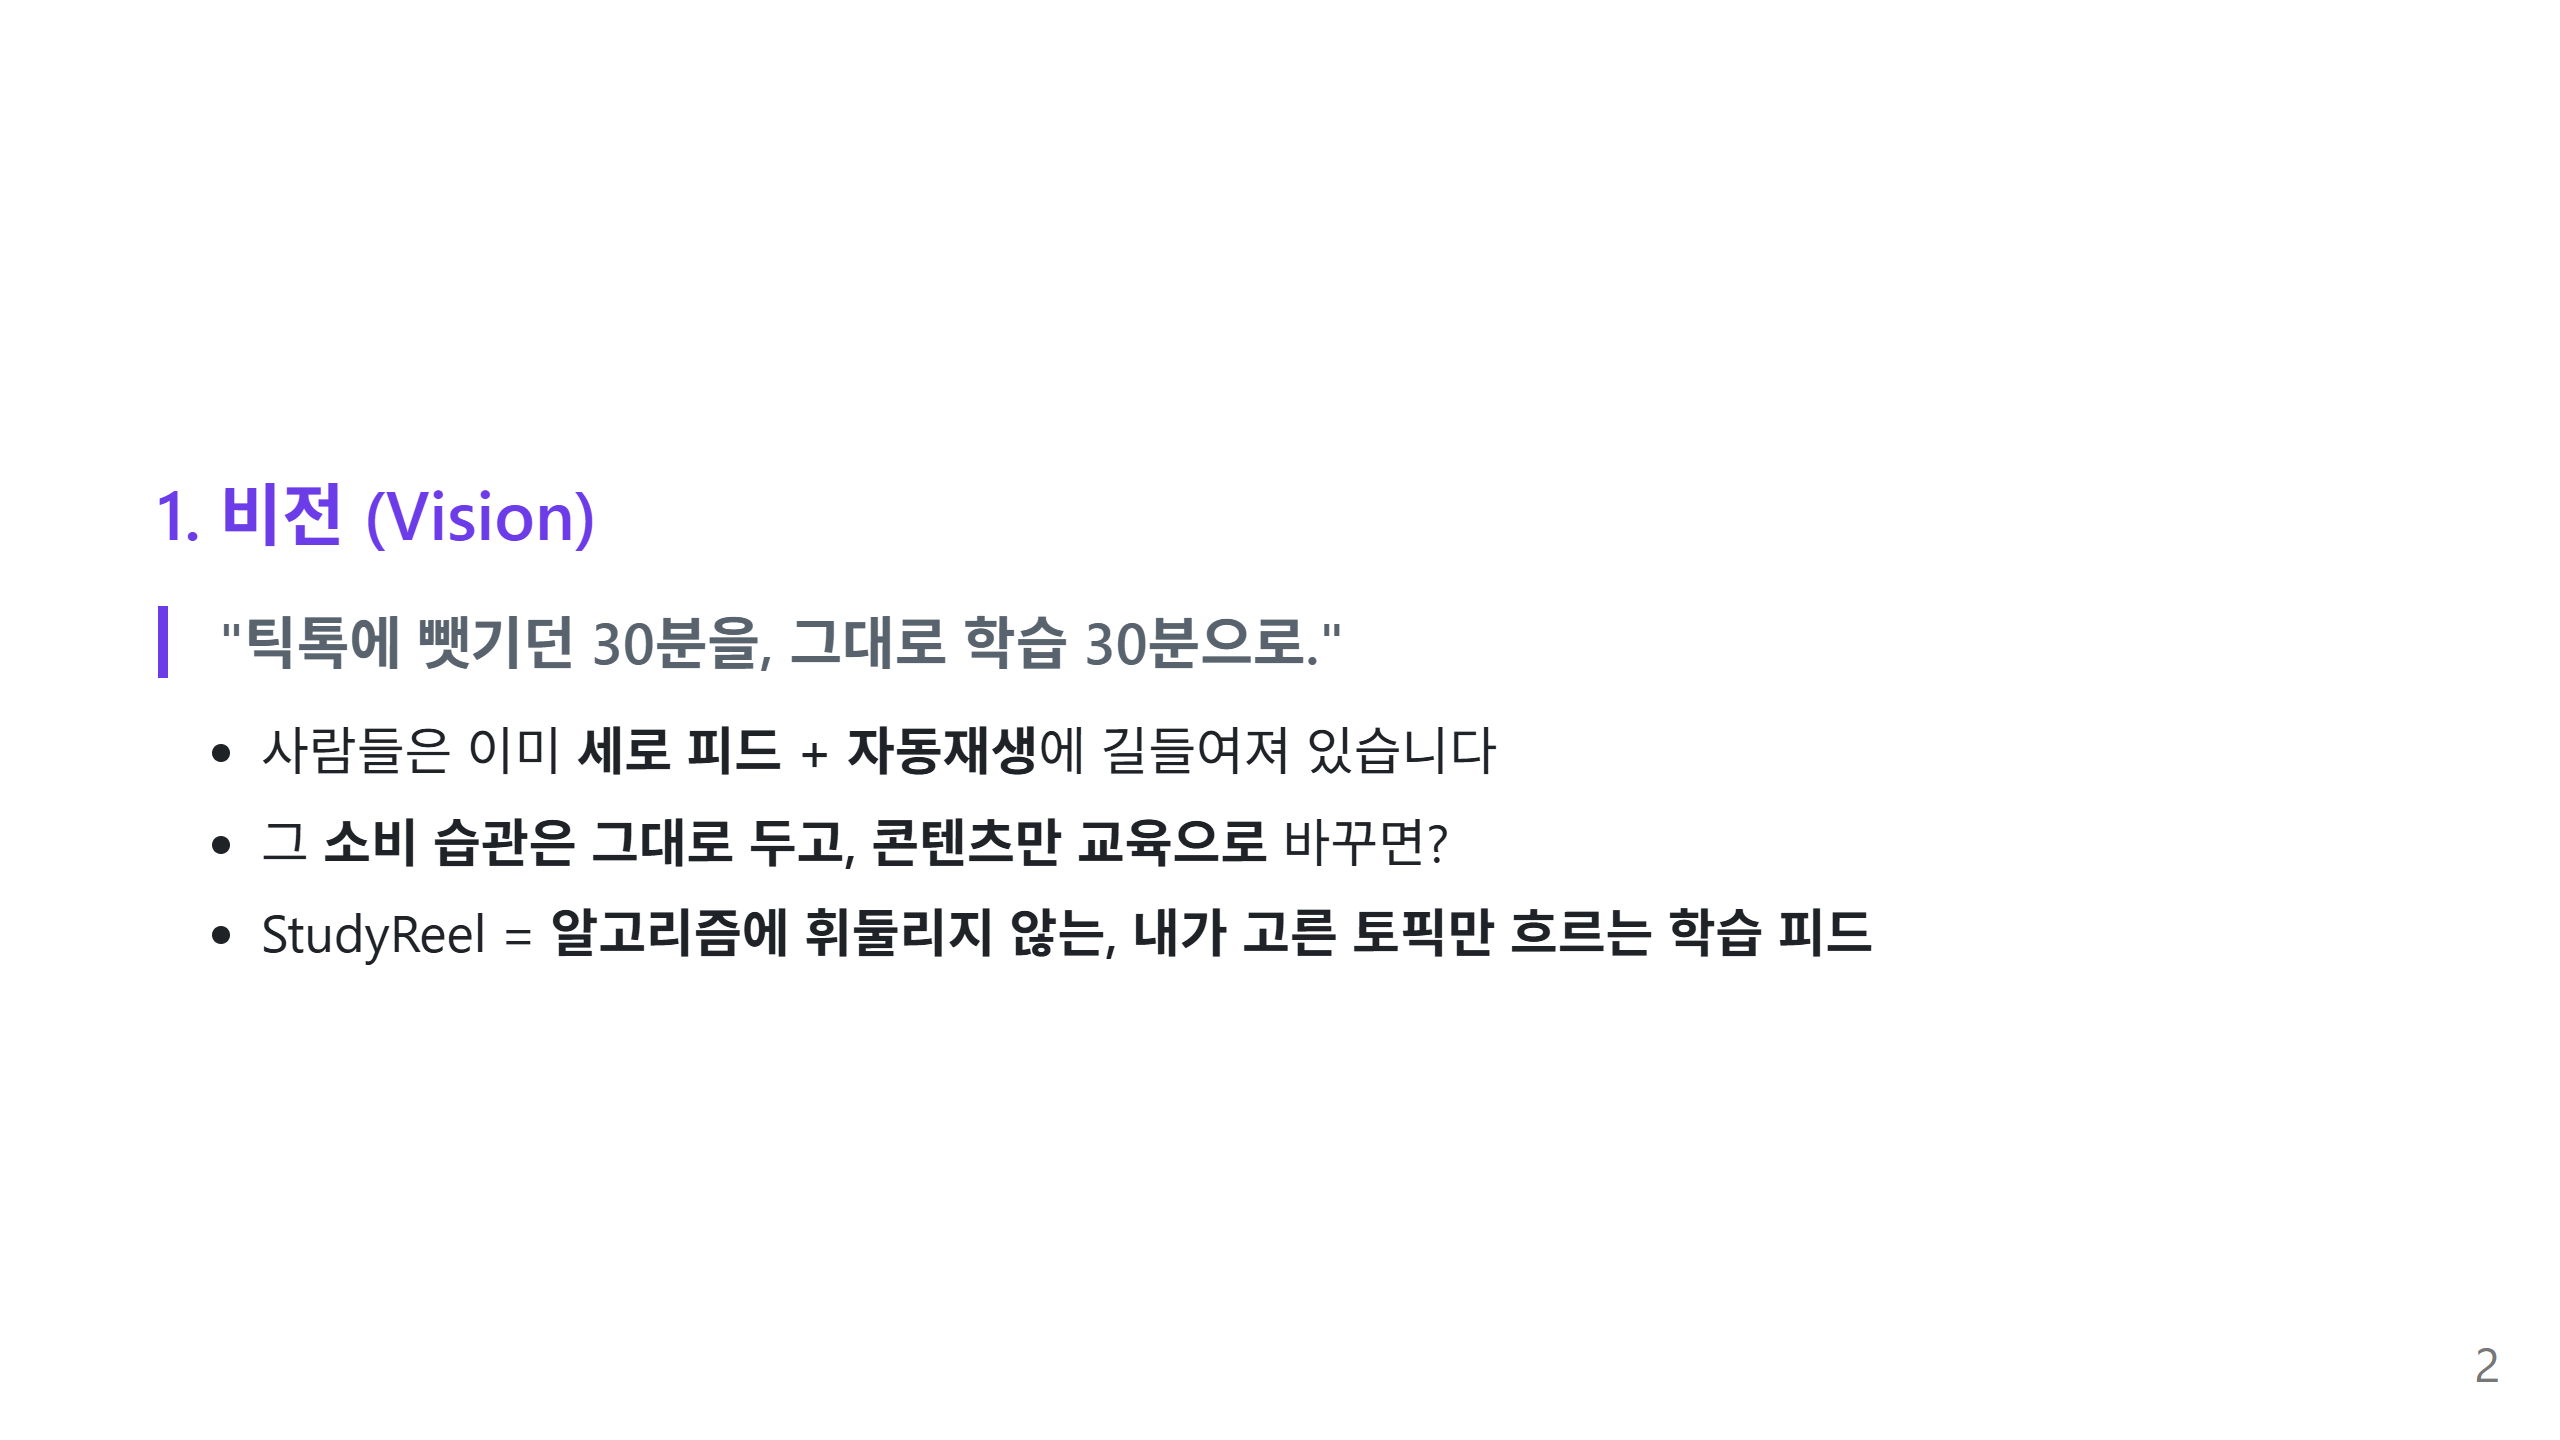 1. 비전 (Vision)
"틱톡에 뺏기던 30분을, 그대로 학습 30분으로."
• 사람들은 이미 세로 피드 + 자동재생에 길들여져 있습니다
• 그 소비 습관은 그대로 두고, 콘텐츠만 교육으로 바꾸면?
• StudyReel = 알고리즘에 휘둘리지 않는, 내가 고른 토픽만 흐르는 학습 피드
2